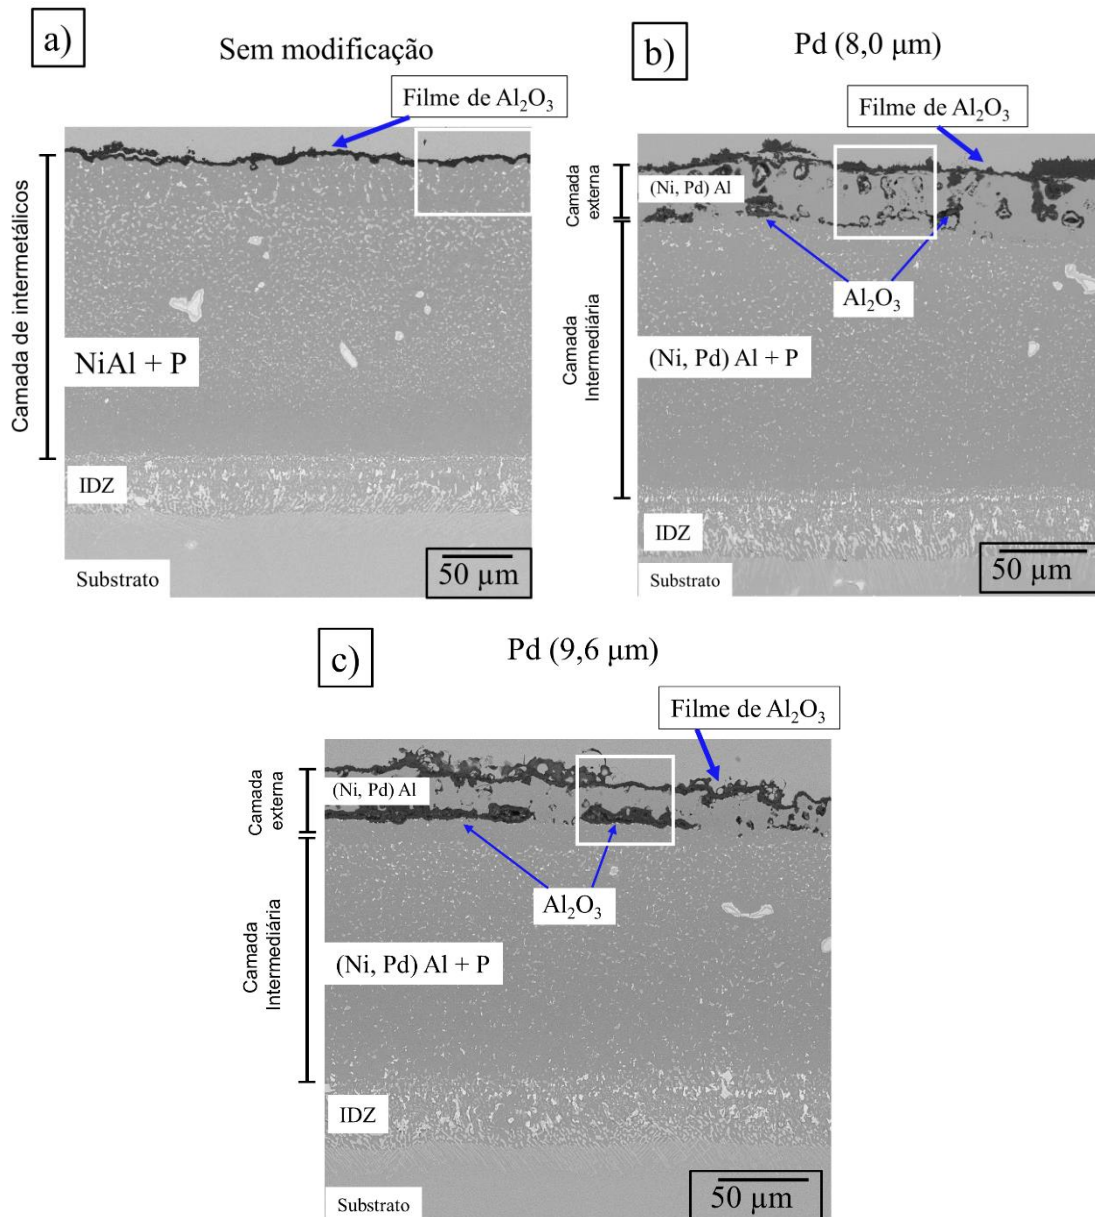 a)
Sem modificação
Filme de Al₂O₃
Camada de intermetálicos
NiAl + P
IDZ
Substrato
50 µm
b)
Pd (8,0 µm)
Filme de Al₂O₃
Camada
externa
(Ni, Pd) Al
Al₂O₃
Camada
Intermediária
(Ni, Pd) Al + P
IDZ
Substrato
50 µm
c)
Pd (9,6 µm)
Filme de Al₂O₃
Camada
externa
(Ni, Pd) Al
Al₂O₃
Camada
Intermediária
(Ni, Pd) Al + P
IDZ
Substrato
50 µm